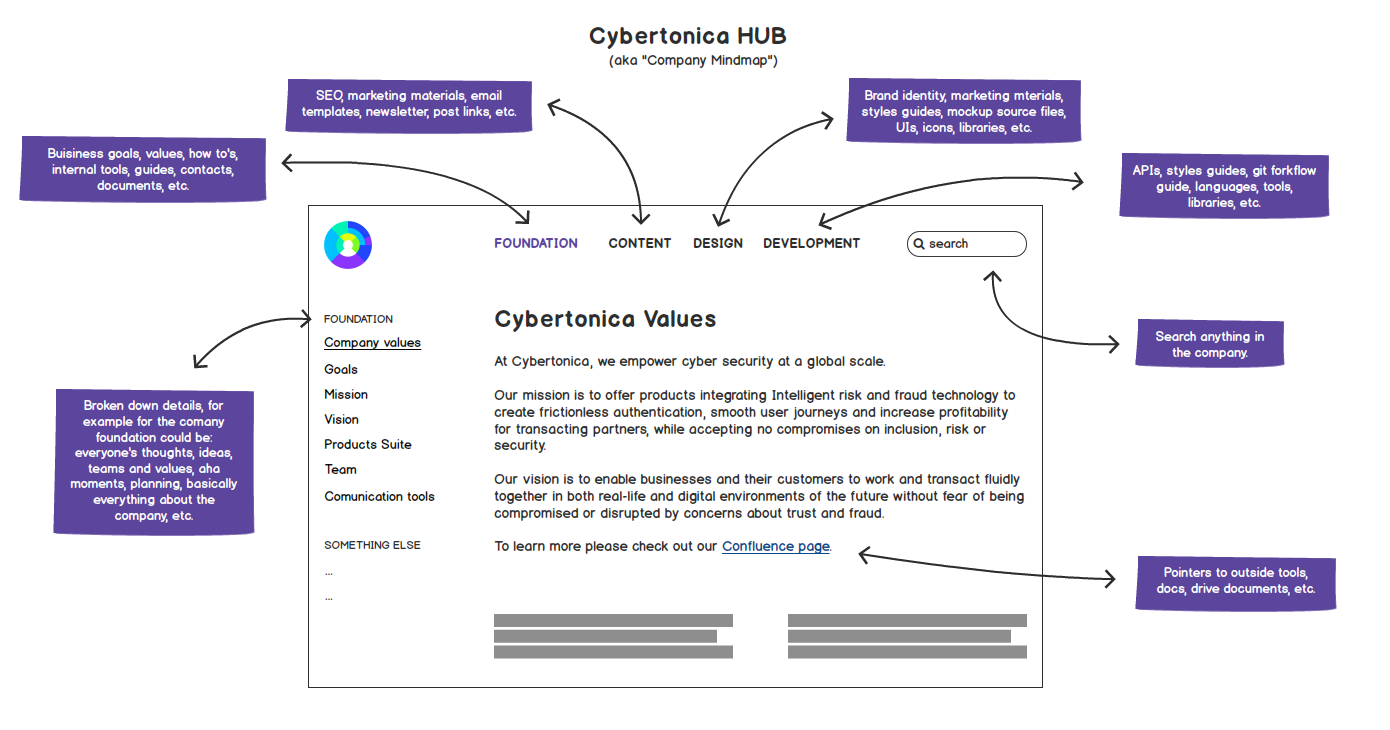 Cybertonica HUB
(aka "Company Mindmap")
SEO, marketing materials, email
templates, newsletter, post links, etc.
Brand identity, marketing mterials,
styles guides, mockup source files,
UIs, icons, libraries, etc.
Buisiness goals, values, how to's,
internal tools, guides, contacts,
documents, etc.
APIs, styles guides, git forkflow
guide, languages, tools,
libraries, etc.
FOUNDATION
CONTENT
DESIGN
DEVELOPMENT
search
FOUNDATION
Company values
Goals
Mission
Vision
Products Suite
Team
Comunication tools
SOMETHING ELSE
...
...
Cybertonica Values
At Cybertonica, we empower cyber security at a global scale.
Our mission is to offer products integrating Intelligent risk and fraud technology to
create frictionless authentication, smooth user journeys and increase profitability
for transacting partners, while accepting no compromises on inclusion, risk or
security.
Our vision is to enable businesses and their customers to work and transact fluidly
together in both real-life and digital environments of the future without fear of being
compromised or disrupted by concerns about trust and fraud.
To learn more please check out our Confluence page.
Search anything in
the company.
Broken down details, for
example for the comany
foundation could be:
everyone's thoughts, ideas,
teams and values, aha
moments, planning, basically
everything about the
company, etc.
Pointers to outside tools,
docs, drive documents, etc.